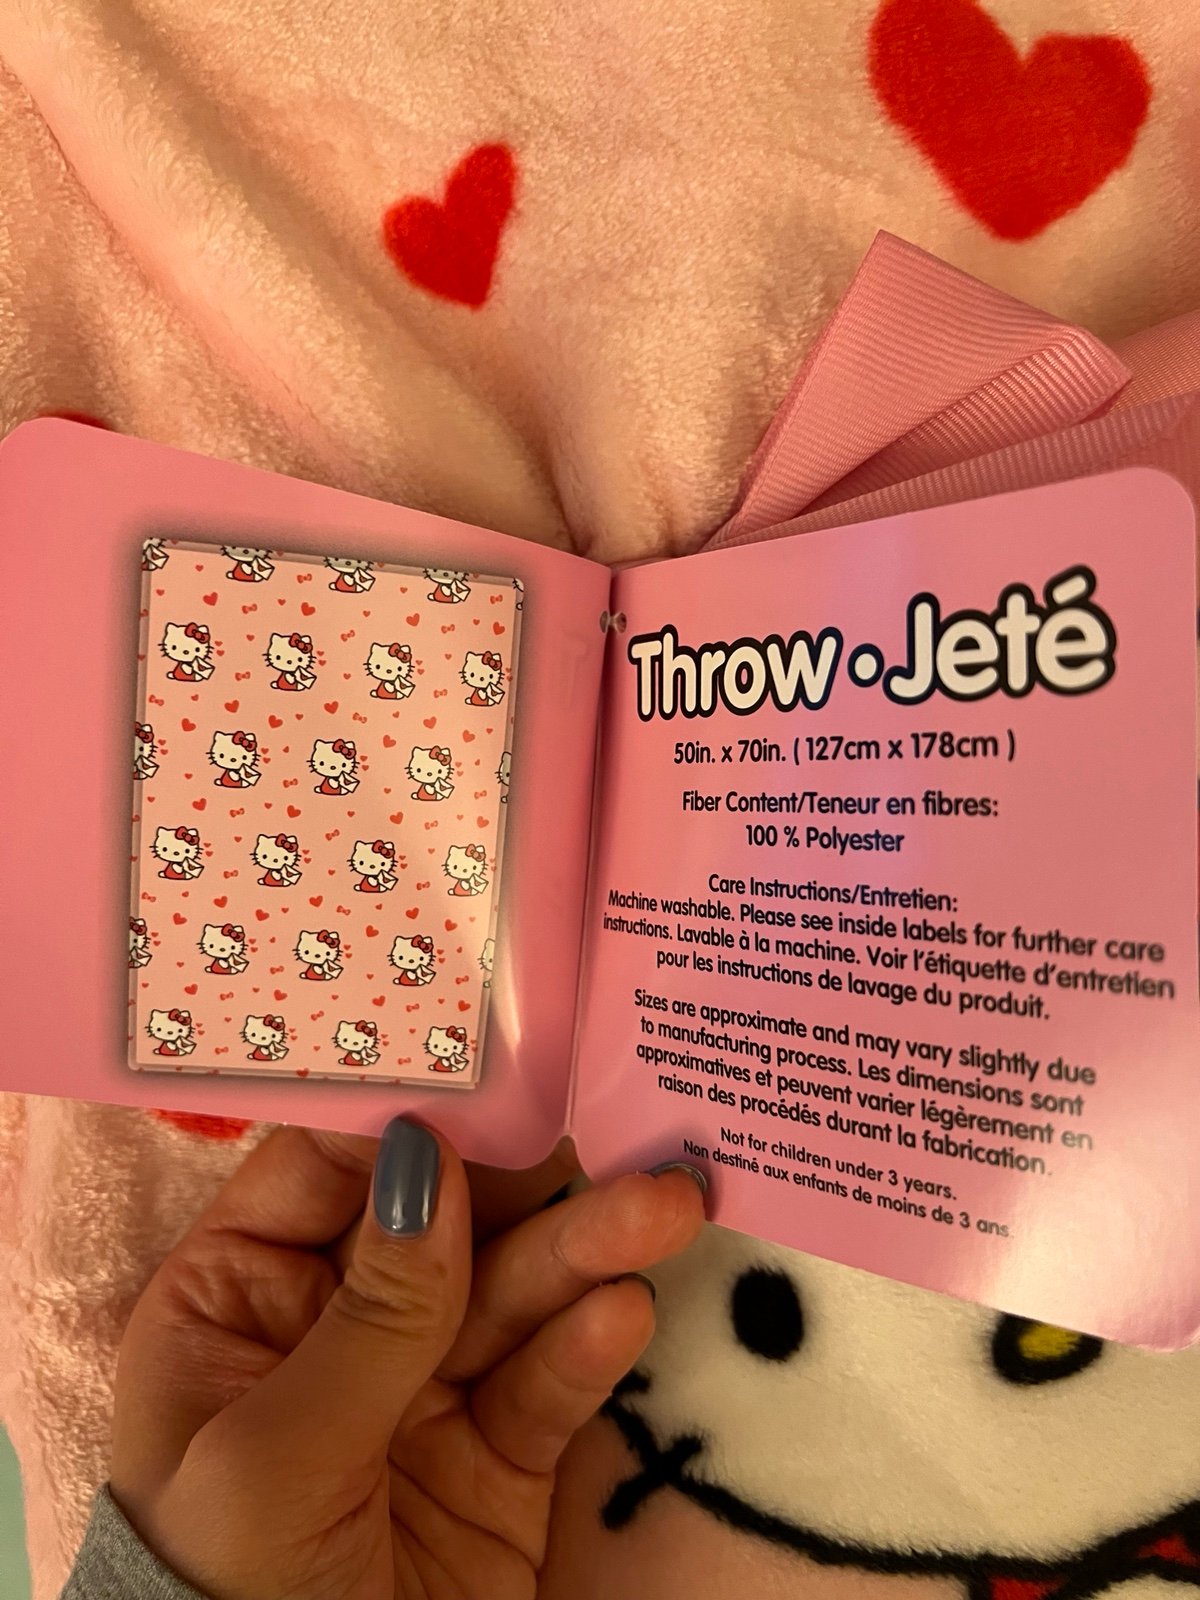 Throw • Jeté
50in. x 70in. ( 127cm x 178cm )
Fiber Content/Teneur en fibres:
100 % Polyester
Care Instructions/Entretien:
Machine washable. Please see inside labels for further care
instructions. Lavable à la machine. Voir l'étiquette d'entretien
pour les instructions de lavage du produit.
Sizes are approximate and may vary slightly due
to manufacturing process. Les dimensions sont
approximatives et peuvent varier légèrement en
raison des procédés durant la fabrication.
Not for children under 3 years.
Non destiné aux enfants de moins de 3 ans.